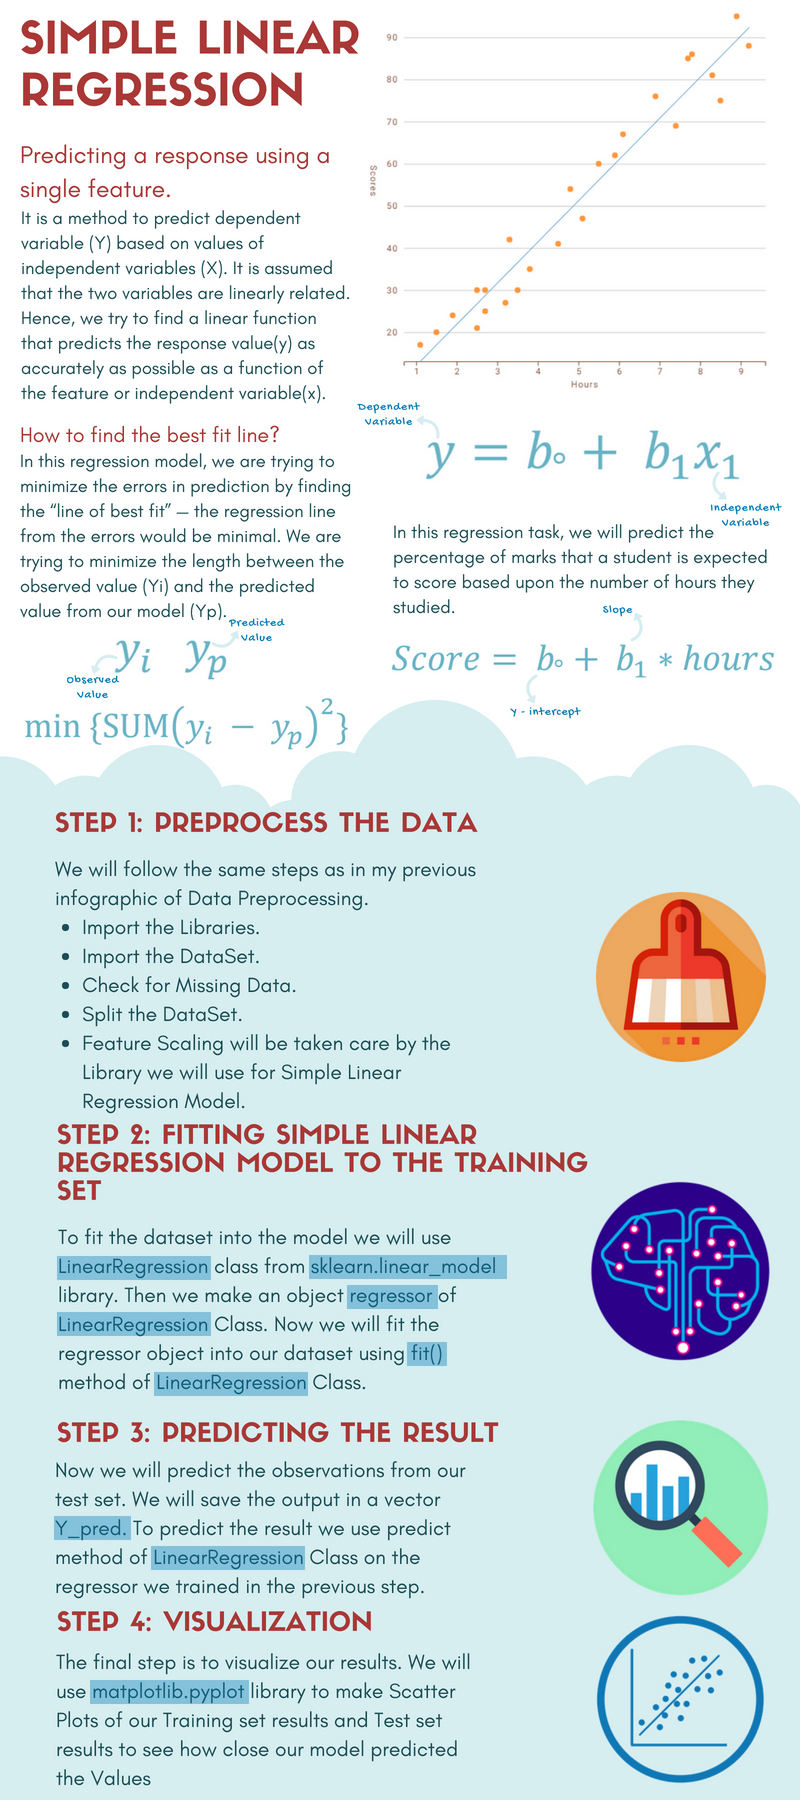 SIMPLE LINEAR
REGRESSION
Predicting a response using a
single feature.
It is a method to predict dependent
variable (Y) based on values of
independent variables (X). It is assumed
that the two variables are linearly related.
Hence, we try to find a linear function
that predicts the response value(y) as
accurately as possible as a function of
the feature or independent variable(x).
90
80
70
60
50
40
30
20
Scores
1 2 3 4 5 6 7 8 9
Hours
How to find the best fit line?
In this regression model, we are trying to
minimize the errors in prediction by finding
the “line of best fit” — the regression line
from the errors would be minimal. We are
trying to minimize the length between the
observed value (Yi) and the predicted
value from our model (Yp).
Predicted
Value
y_i y_p
Observed
Value
min {SUM(y_i − y_p)^2}
Dependent
Variable
y = b₀ + b₁x₁
Independent
Variable
In this regression task, we will predict the
percentage of marks that a student is expected
to score based upon the number of hours they
studied.
Slope
Score = b₀ + b₁ * hours
Y - intercept
STEP 1: PREPROCESS THE DATA
We will follow the same steps as in my previous
infographic of Data Preprocessing.
• Import the Libraries.
• Import the DataSet.
• Check for Missing Data.
• Split the DataSet.
• Feature Scaling will be taken care by the
Library we will use for Simple Linear
Regression Model.
STEP 2: FITTING SIMPLE LINEAR
REGRESSION MODEL TO THE TRAINING
SET
To fit the dataset into the model we will use
LinearRegression class from sklearn.linear_model
library. Then we make an object regressor of
LinearRegression Class. Now we will fit the
regressor object into our dataset using fit()
method of LinearRegression Class.
STEP 3: PREDICTING THE RESULT
Now we will predict the observations from our
test set. We will save the output in a vector
Y_pred. To predict the result we use predict
method of LinearRegression Class on the
regressor we trained in the previous step.
STEP 4: VISUALIZATION
The final step is to visualize our results. We will
use matplotlib.pyplot library to make Scatter
Plots of our Training set results and Test set
results to see how close our model predicted
the Values